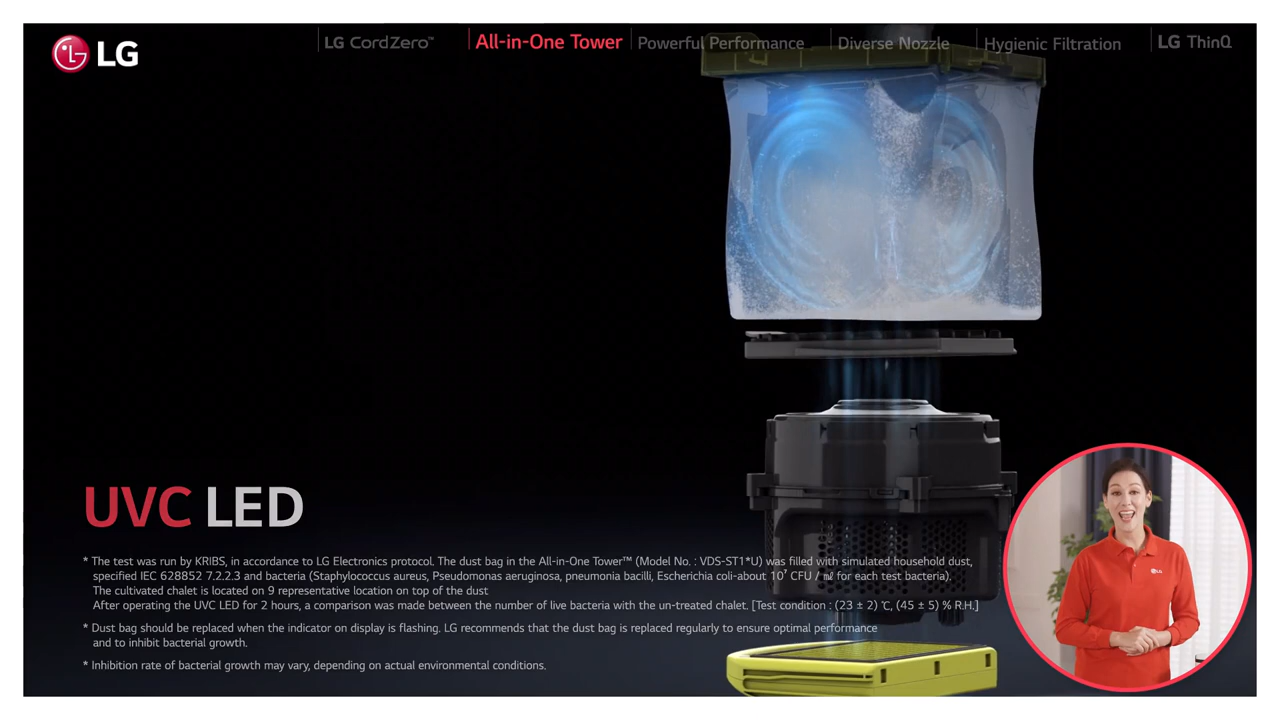 LG
LG CordZero™
All-in-One Tower
Powerful Performance
Diverse Nozzle
Hygienic Filtration
LG ThinQ
UVC LED
* The test was run by KRIBS, in accordance to LG Electronics protocol. The dust bag in the All-in-One Tower™ (Model No. : VDS-ST1*U) was filled with simulated household dust,
specified IEC 628852 7.2.2.3 and bacteria (Staphylococcus aureus, Pseudomonas aeruginosa, pneumonia bacilli, Escherichia coli-about 10⁷ CFU / ㎖ for each test bacteria).
The cultivated chalet is located on 9 representative location on top of the dust
After operating the UVC LED for 2 hours, a comparison was made between the number of live bacteria with the un-treated chalet. [Test condition : (23 ± 2) ℃, (45 ± 5) % R.H.]
* Dust bag should be replaced when the indicator on display is flashing. LG recommends that the dust bag is replaced regularly to ensure optimal performance
and to inhibit bacterial growth.
* Inhibition rate of bacterial growth may vary, depending on actual environmental conditions.
LG